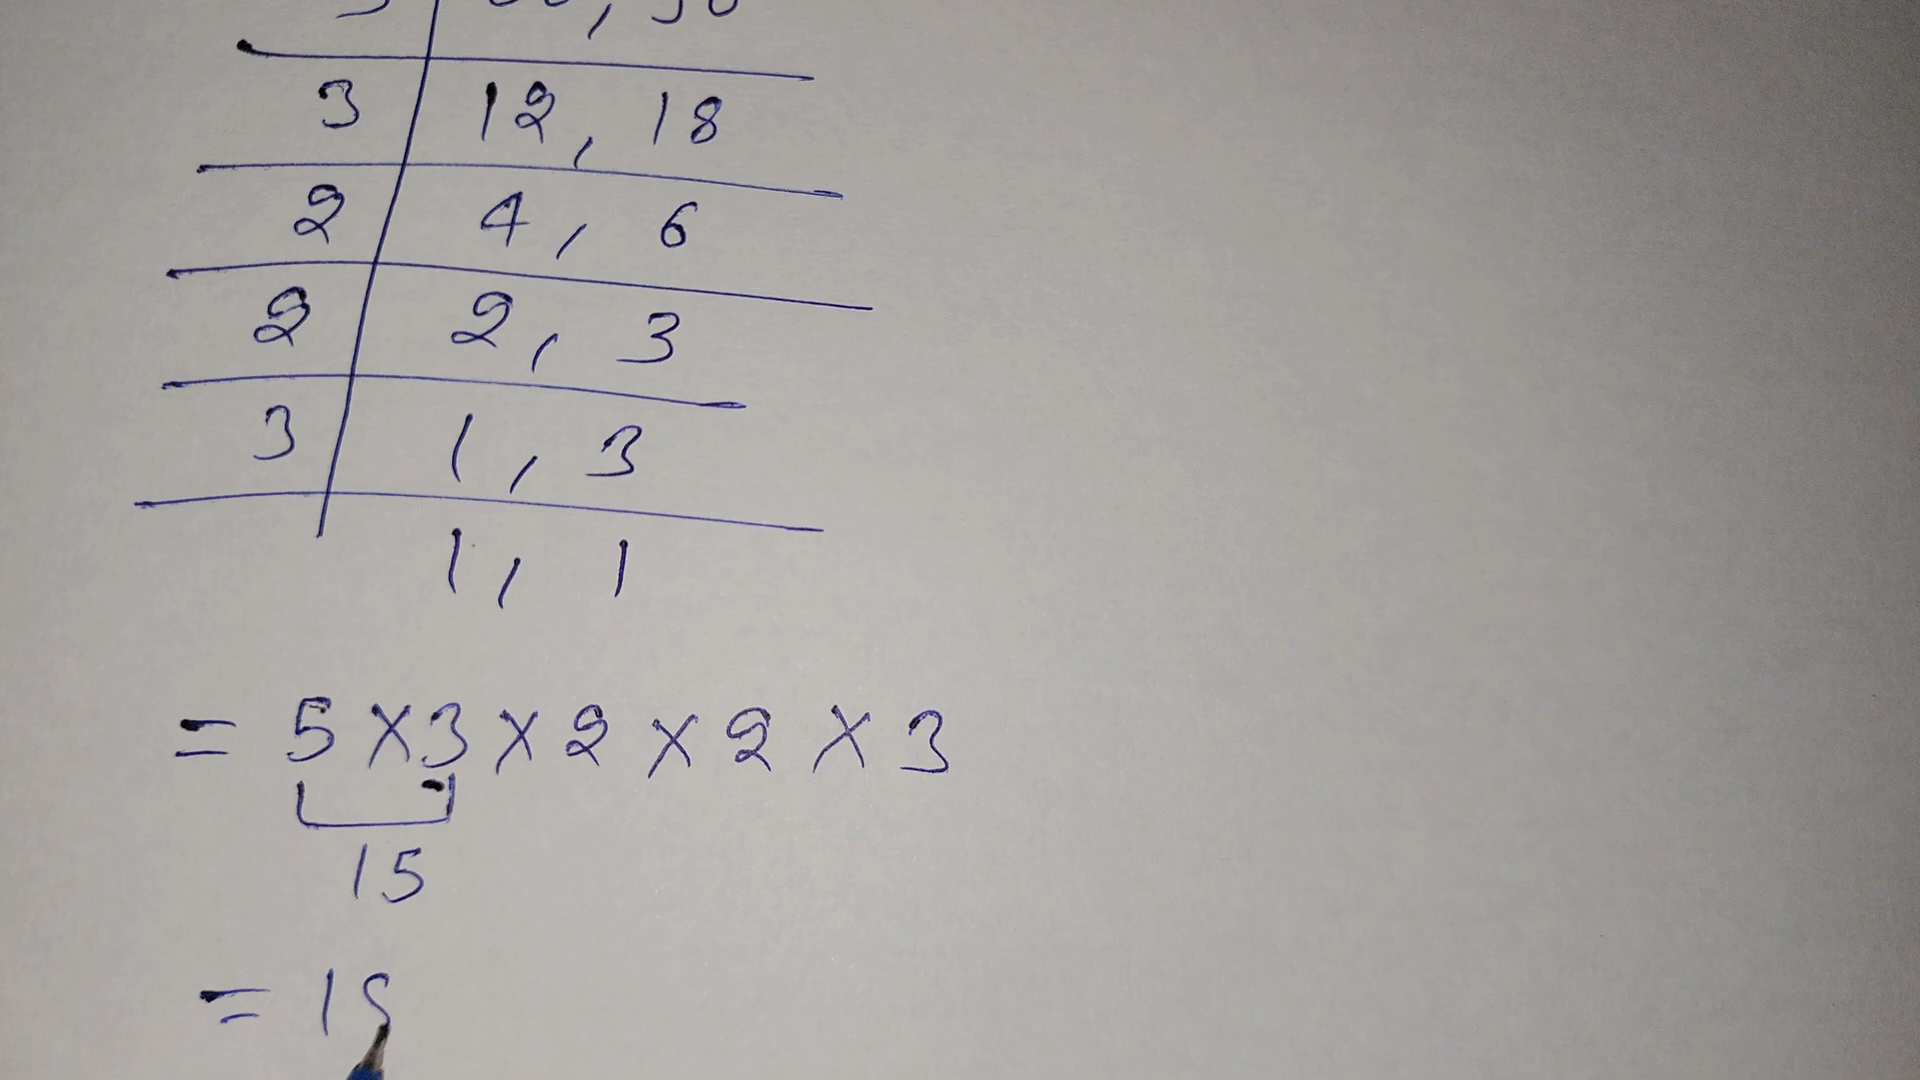 3 | 12, 18
2 | 4, 6
2 | 2, 3
3 | 1, 3
1, 1
= 5 × 3 × 2 × 2 × 3
15
= 1